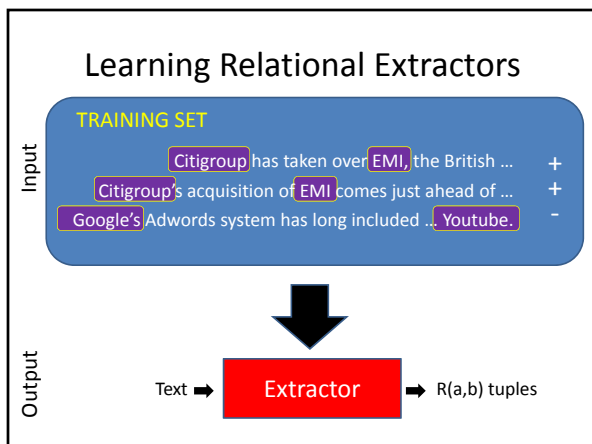 Learning Relational Extractors
Input
TRAINING SET
Citigroup has taken over EMI, the British … +
Citigroup's acquisition of EMI comes just ahead of … +
Google's Adwords system has long included … Youtube. -
Output
Text Extractor R(a,b) tuples